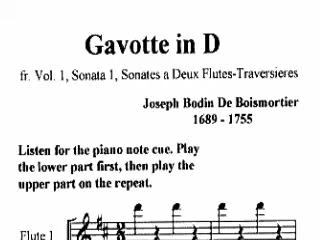 Gavotte in D
fr. Vol. 1, Sonata 1, Sonates a Deux Flutes-Traversieres
Joseph Bodin De Boismortier
1689 - 1755
Listen for the piano note cue. Play
the lower part first, then play the
upper part on the repeat.
Flute 1